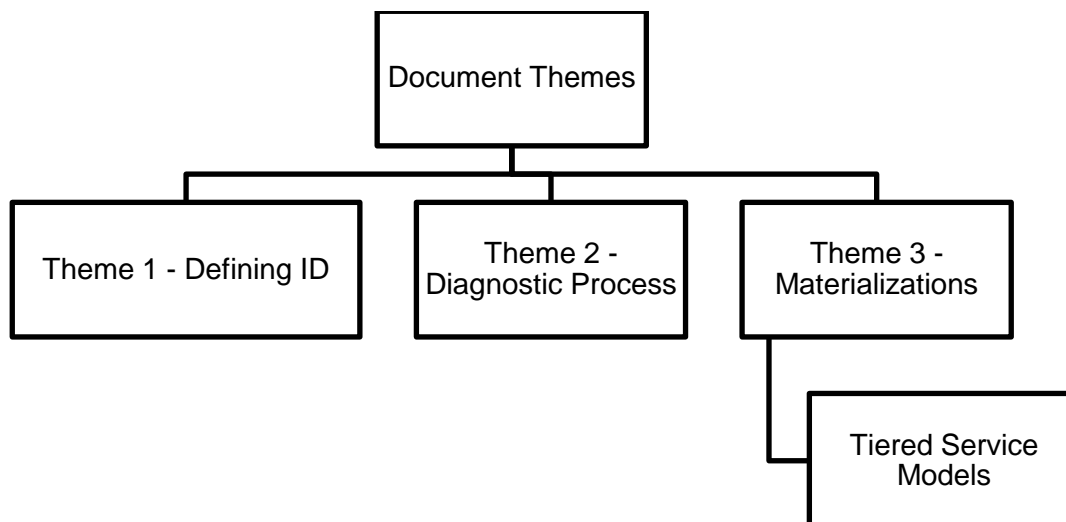 Document Themes
Theme 1 - Defining ID
Theme 2 -
Diagnostic Process
Theme 3 -
Materializations
Tiered Service
Models